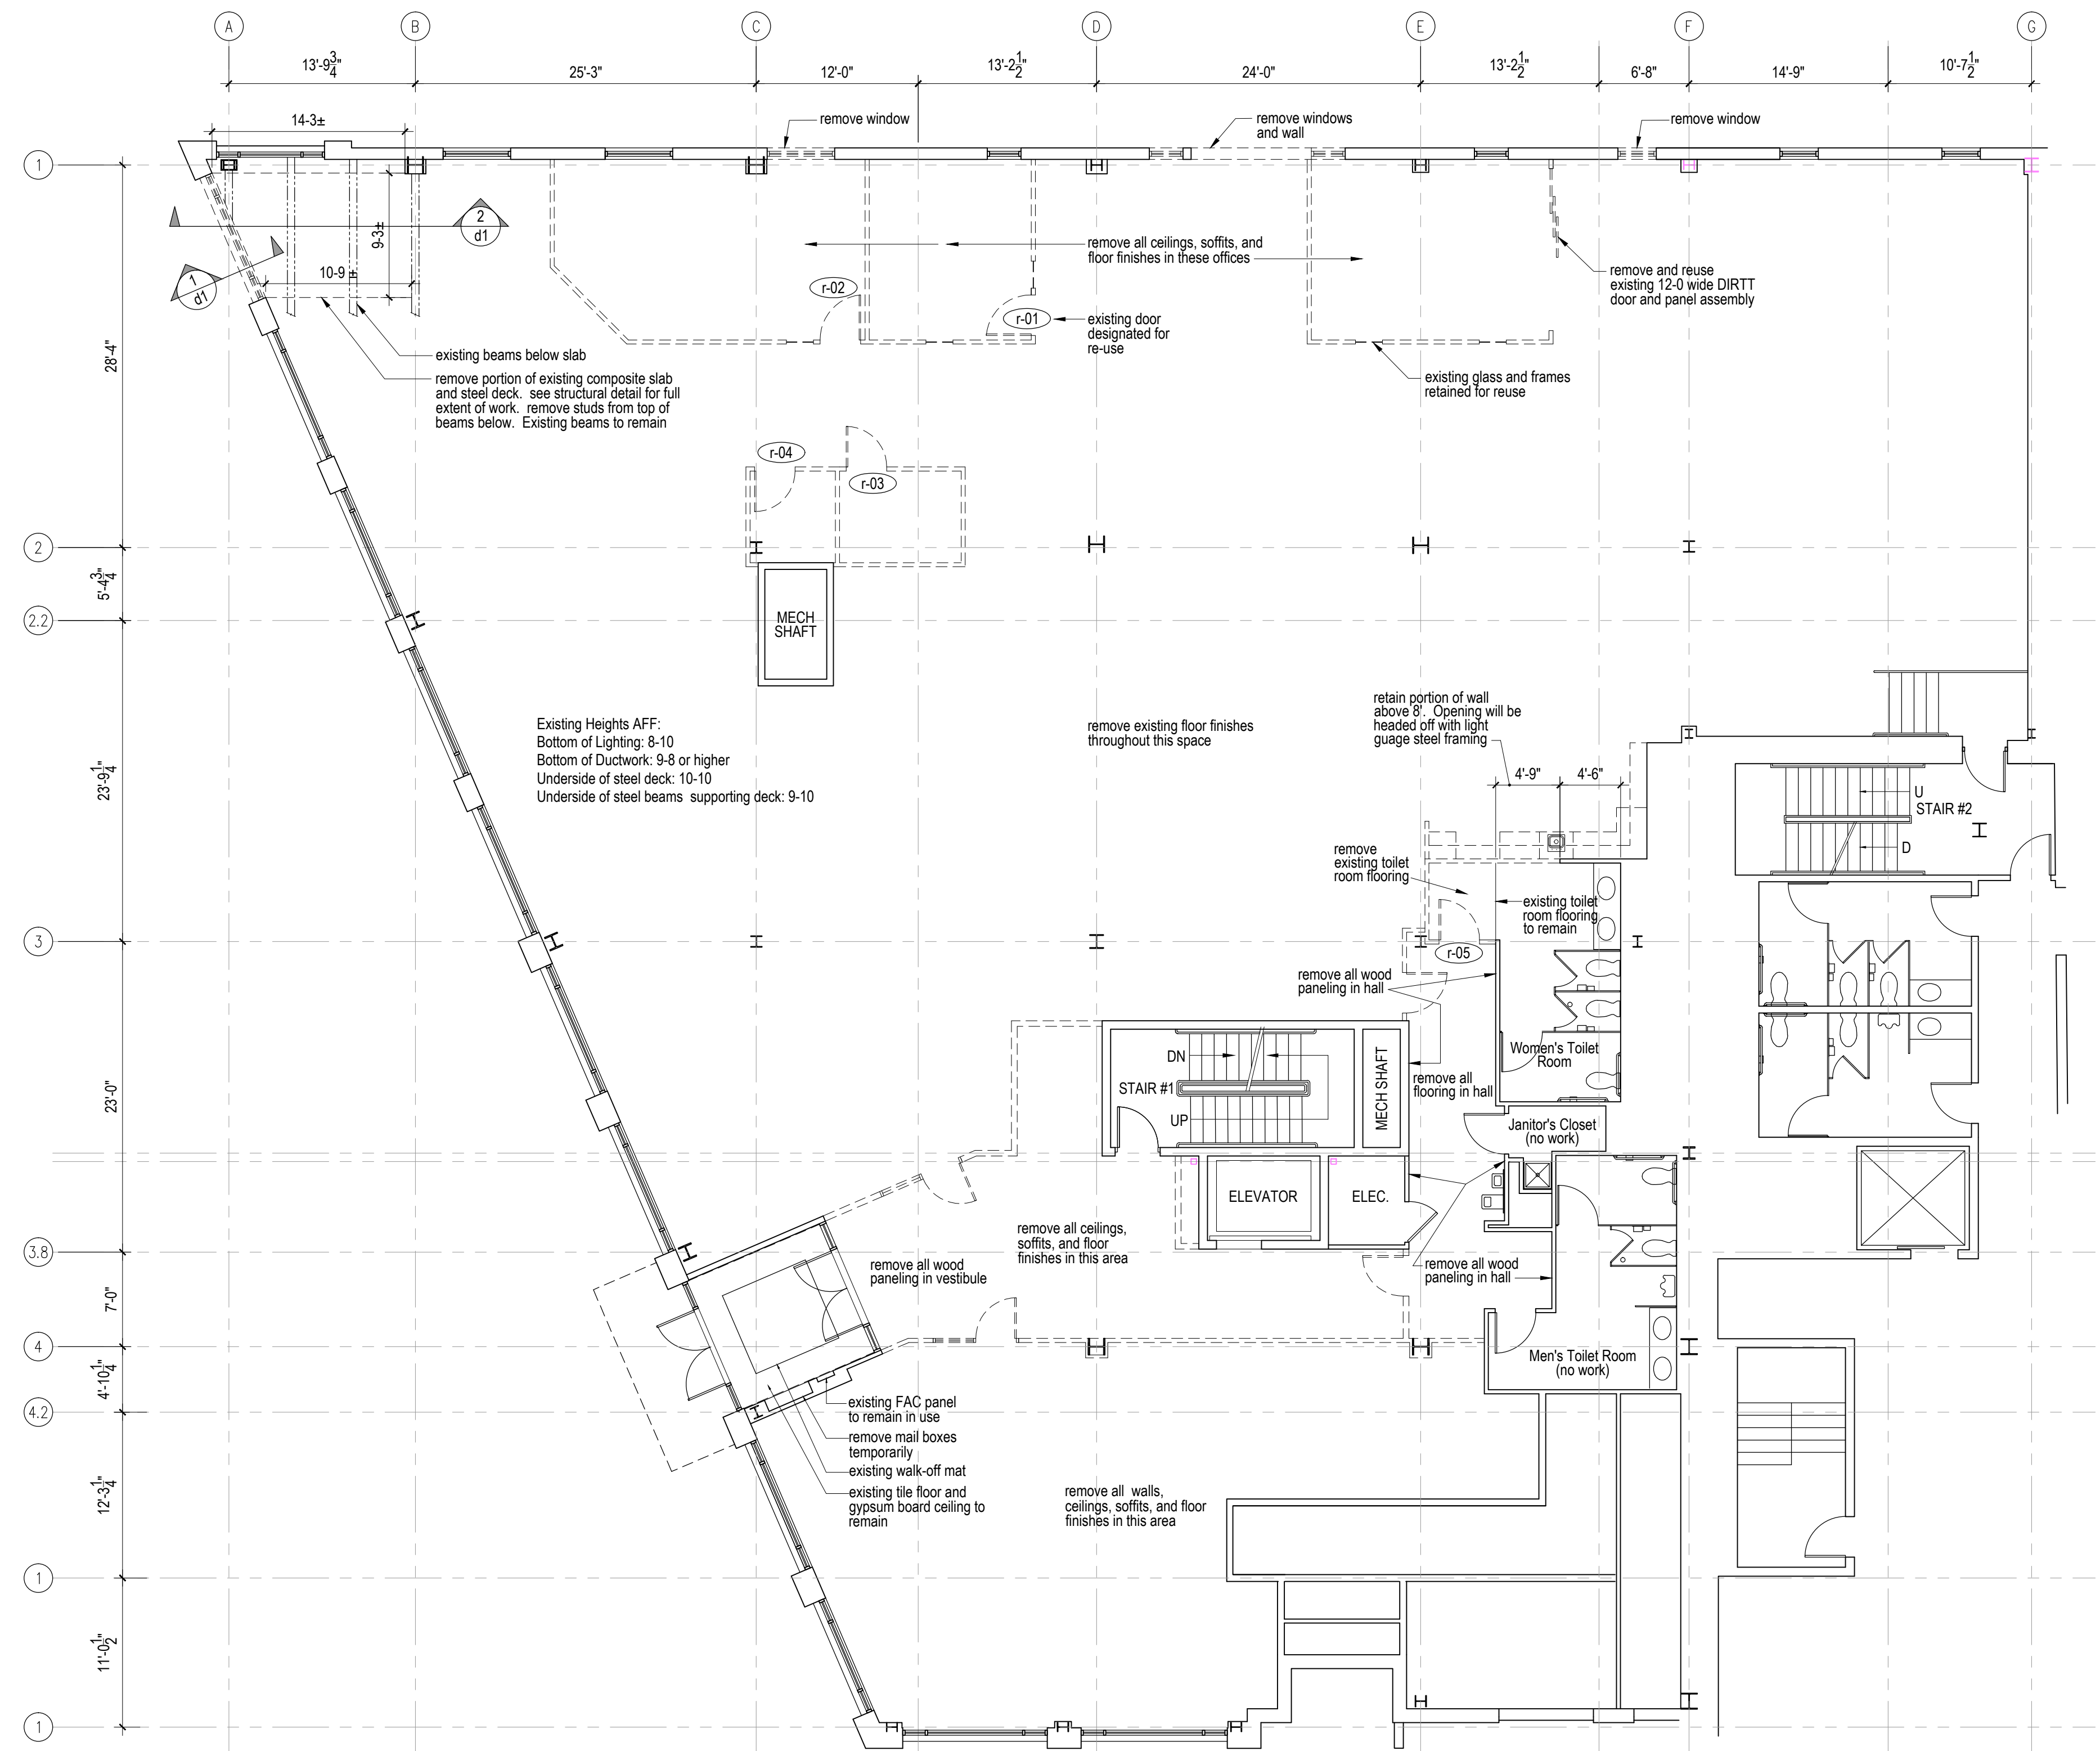 A B C D E F G
13'-9 3/4" 25'-3" 12'-0" 13'-2 1/2" 24'-0" 13'-2 1/2" 6'-8" 14'-9" 10'-7 1/2"
14-3±
remove window
remove windows
and wall
remove window
1
2
d1
9-3±
10-9 ±
1
d1
remove all ceilings, soffits, and
floor finishes in these offices
remove and reuse
existing 12-0 wide DIRTT
door and panel assembly
r-02
r-01
existing door
designated for
re-use
28'-4"
existing beams below slab
remove portion of existing composite slab
and steel deck. see structural detail for full
extent of work. remove studs from top of
beams below. Existing beams to remain
existing glass and frames
retained for reuse
r-04
r-03
2
5'-4 3/4"
2.2
MECH
SHAFT
Existing Heights AFF:
Bottom of Lighting: 8-10
Bottom of Ductwork: 9-8 or higher
Underside of steel deck: 10-10
Underside of steel beams supporting deck: 9-10
remove existing floor finishes
throughout this space
retain portion of wall
above 8'. Opening will be
headed off with light
guage steel framing
4'-9" 4'-6"
23'-9 1/4"
U
STAIR #2
D
remove
existing toilet
room flooring
existing toilet
room flooring
to remain
3
r-05
remove all wood
paneling in hall
Women's Toilet
Room
DN
STAIR #1
UP
MECH SHAFT
remove all
flooring in hall
23'-0"
Janitor's Closet
(no work)
ELEVATOR
ELEC.
remove all ceilings,
soffits, and floor
finishes in this area
3.8
remove all wood
paneling in vestibule
remove all wood
paneling in hall
7'-0"
4
Men's Toilet Room
(no work)
4'-10 1/4"
4.2
existing FAC panel
to remain in use
remove mail boxes
temporarily
existing walk-off mat
existing tile floor and
gypsum board ceiling to
remain
remove all walls,
ceilings, soffits, and floor
finishes in this area
12'-3 1/4"
1
11'-0 1/2"
1